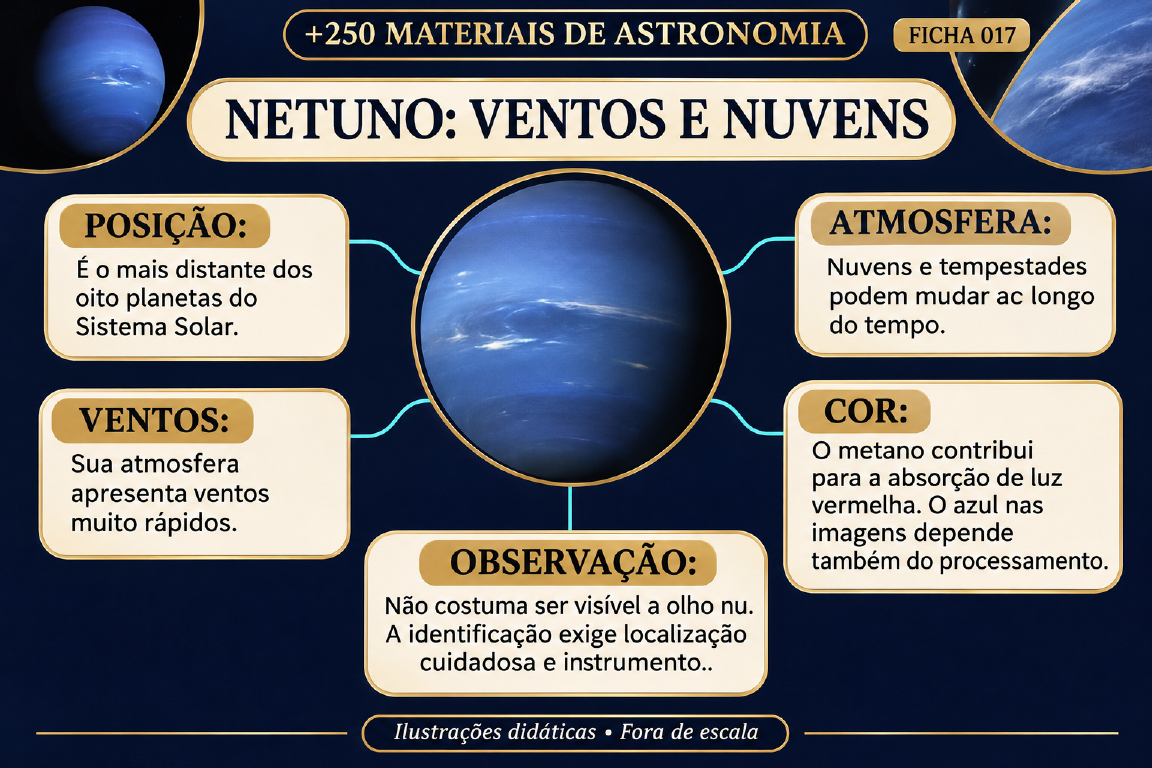 +250 MATERIAIS DE ASTRONOMIA
FICHA 017
NETUNO: VENTOS E NUVENS
POSIÇÃO:
É o mais distante dos
oito planetas do
Sistema Solar.
ATMOSFERA:
Nuvens e tempestades
podem mudar ac longo
do tempo.
VENTOS:
Sua atmosfera
apresenta ventos
muito rápidos.
COR:
O metano contribui
para a absorção de luz
vermelha. O azul nas
imagens depende
também do processamento.
OBSERVAÇÃO:
Não costuma ser visível a olho nu.
A identificação exige localização
cuidadosa e instrumento..
Ilustrações didáticas • Fora de escala